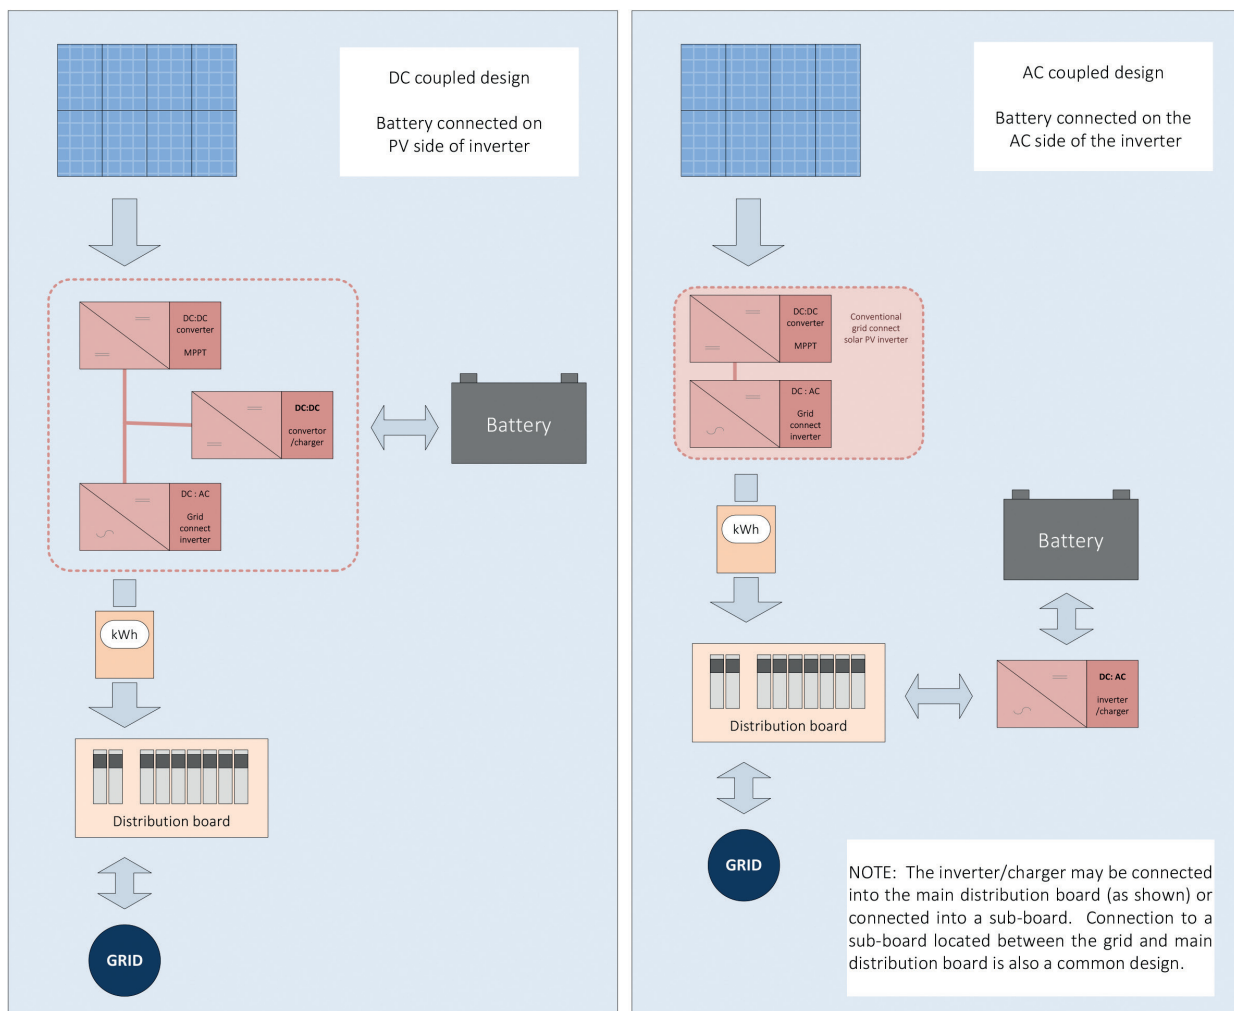 DC coupled design
Battery connected on
PV side of inverter
DC:DC
converter
MPPT
DC:DC
convertor
/charger
Battery
DC : AC
Grid
connect
inverter
kWh
Distribution board
GRID
AC coupled design
Battery connected on the
AC side of the inverter
DC:DC
converter
MPPT
Conventional
grid connect
solar PV inverter
DC : AC
Grid
connect
inverter
kWh
Battery
Distribution board
DC: AC
inverter
/charger
GRID
NOTE: The inverter/charger may be connected
into the main distribution board (as shown) or
connected into a sub-board. Connection to a
sub-board located between the grid and main
distribution board is also a common design.